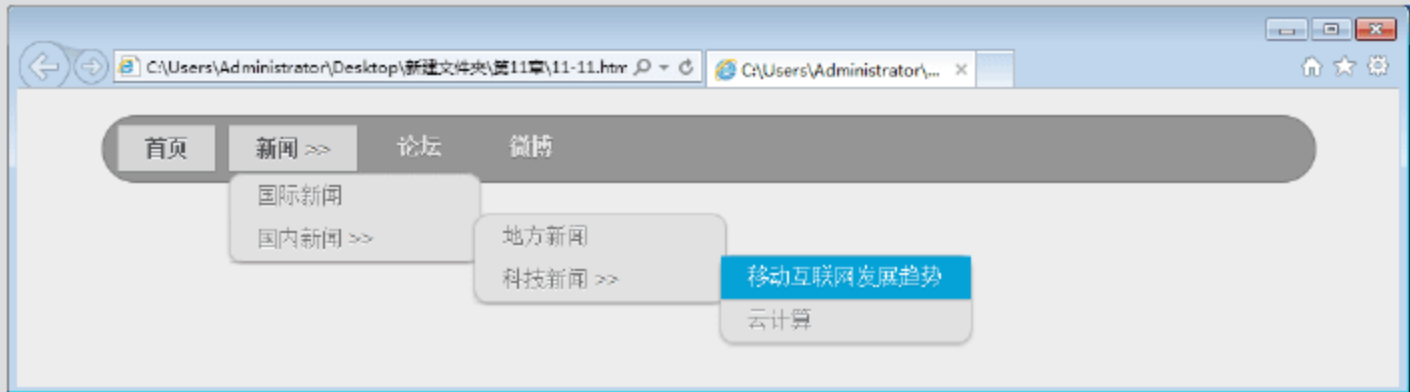 C:\Users\Administrator\Desktop\新建文件夹\第11章\11-11.htm
C:\Users\Administrator\...
首页 新闻 >> 论坛 微博
国际新闻
国内新闻 >>
地方新闻
科技新闻 >>
移动互联网发展趋势
云计算